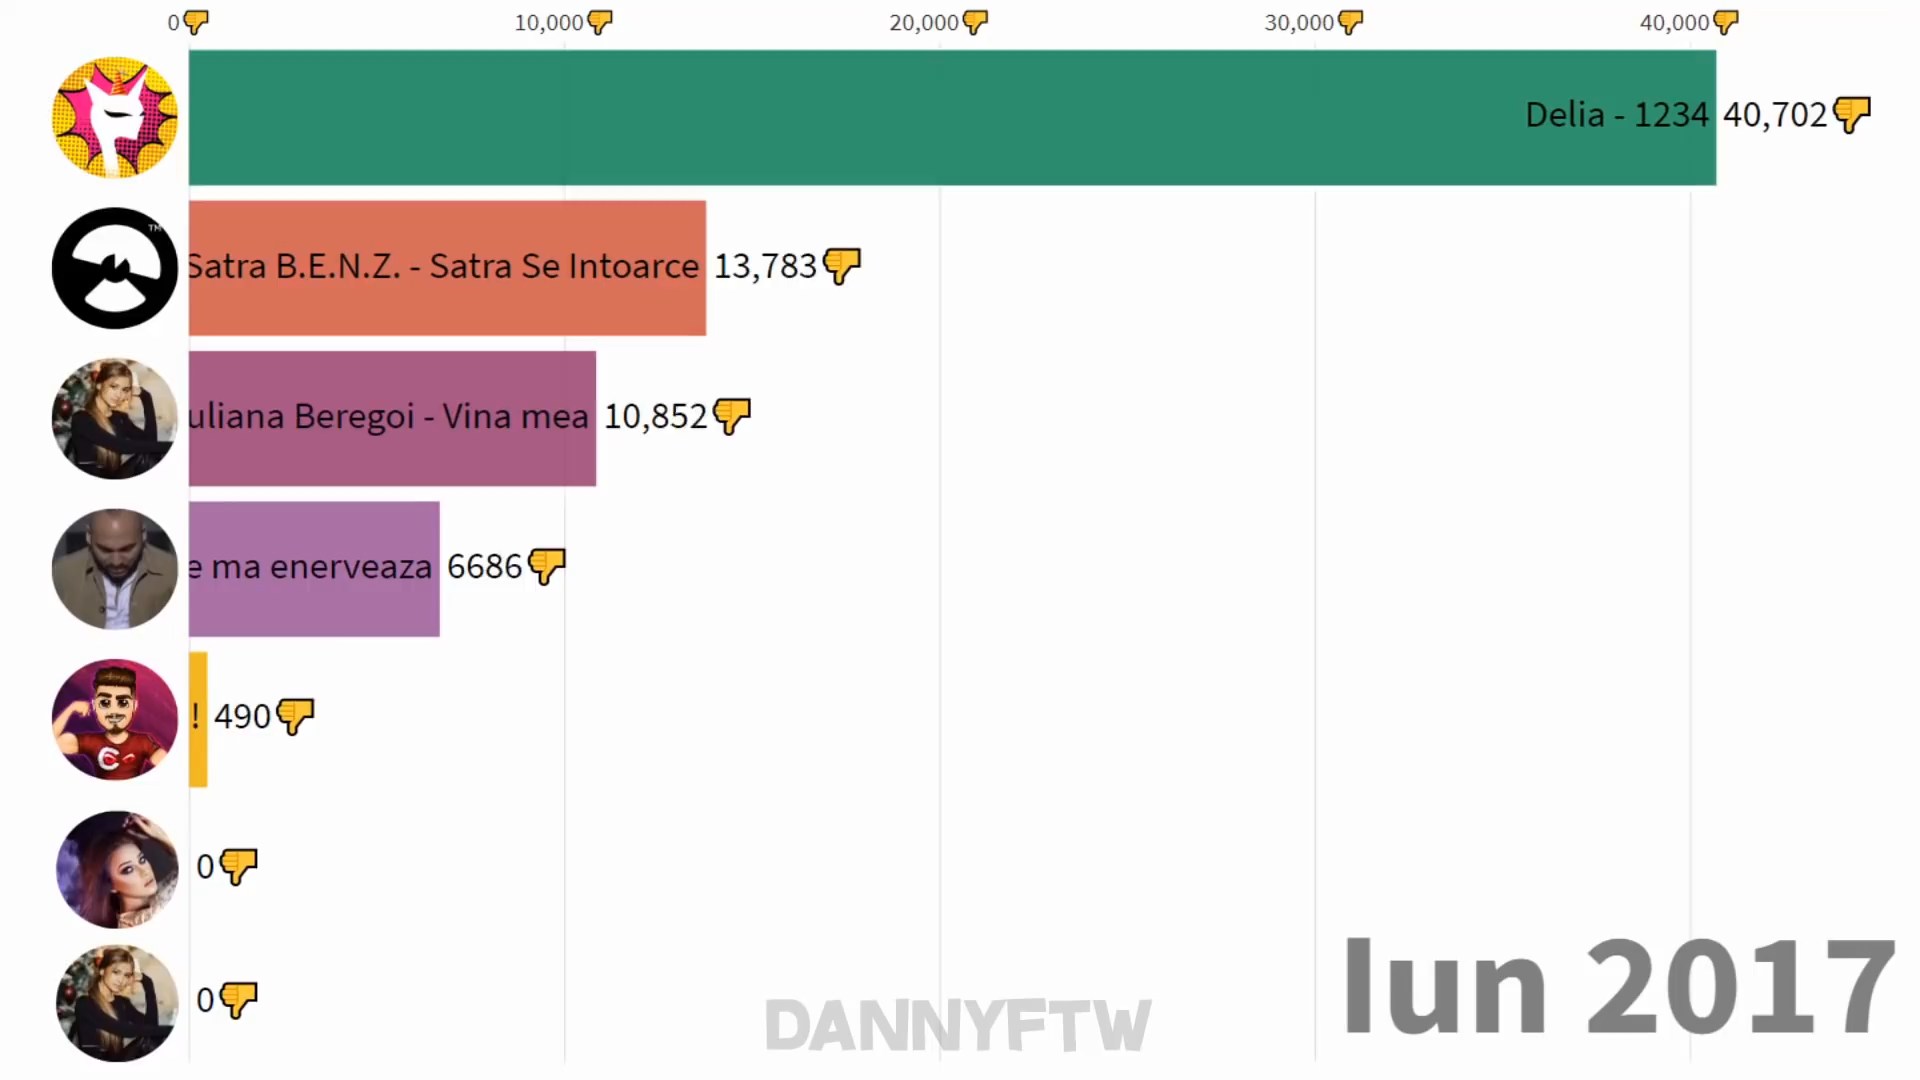 0👎 10,000👎 20,000👎 30,000👎 40,000👎
Delia - 1234 40,702👎
TM
Satra B.E.N.Z. - Satra Se Intoarce 13,783👎
uliana Beregoi - Vina mea 10,852👎
e ma enerveaza 6686👎
! 490👎
C
0👎
0👎
Iun 2017
DANNYFTW